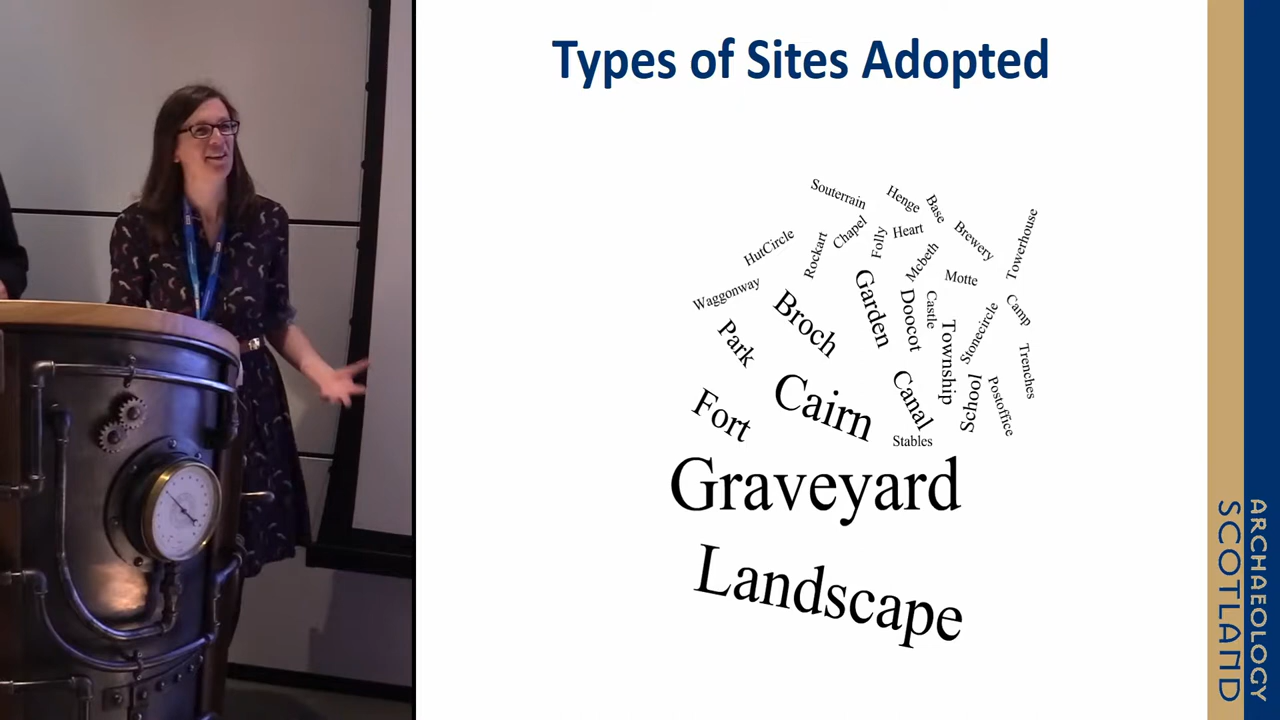 Types of Sites Adopted
Souterrain
Henge
Base
Brewery
Towerhouse
HutCircle
Rockart
Chapel
Folly
Heart
Mcbeth
Motte
Waggonway
Broch
Garden
Doocot
Castle
Township
Stonecircle
Camp
Park
Cairn
Canal
School
Postoffice
Trenches
Fort
Stables
Graveyard
Landscape
ARCHAEOLOGY
SCOTLAND